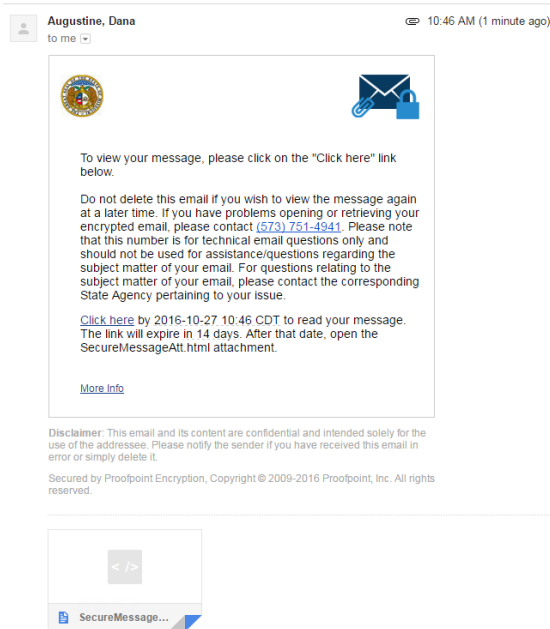 Augustine, Dana
10:46 AM (1 minute ago)
to me
To view your message, please click on the "Click here" link
below.
Do not delete this email if you wish to view the message again
at a later time. If you have problems opening or retrieving your
encrypted email, please contact (573) 751-4941. Please note
that this number is for technical email questions only and
should not be used for assistance/questions regarding the
subject matter of your email. For questions relating to the
subject matter of your email, please contact the corresponding
State Agency pertaining to your issue.
Click here by 2016-10-27 10:46 CDT to read your message.
The link will expire in 14 days. After that date, open the
SecureMessageAtt.html attachment.
More Info
Disclaimer: This email and its content are confidential and intended solely for the
use of the addressee. Please notify the sender if you have received this email in
error or simply delete it.
Secured by Proofpoint Encryption, Copyright © 2009-2016 Proofpoint, Inc. All rights
reserved.
< />
SecureMessage...